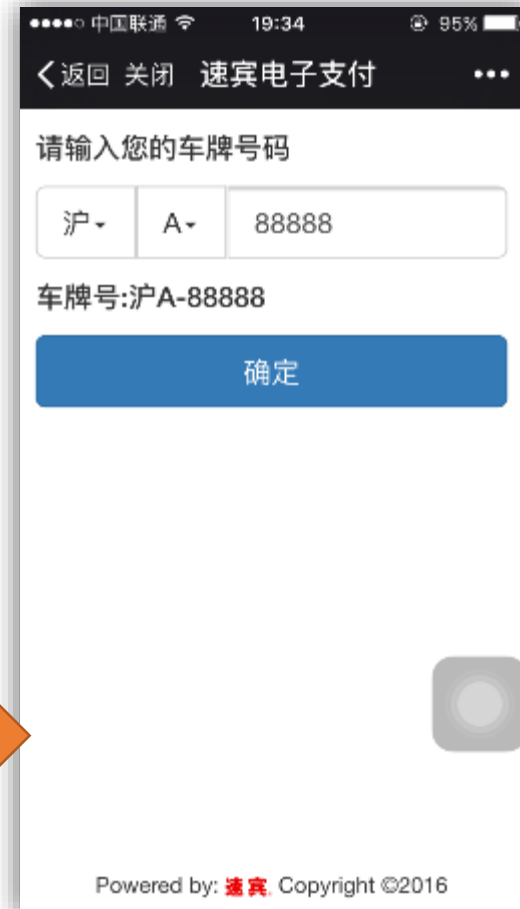 中国联通 19:34 95%
返回 关闭 速宾电子支付
请输入您的车牌号码
沪 A 88888
车牌号:沪A-88888
确定
Powered by: 速宾. Copyright ©2016